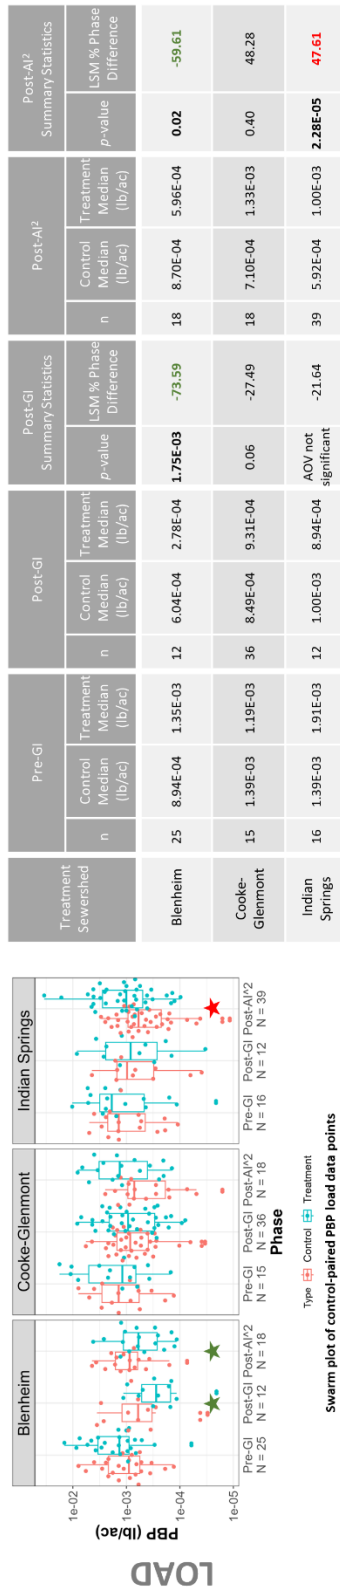 LOAD
PBP (lb/ac)
1e-02
1e-03
1e-04
1e-05
Blenheim
Cooke-Glenmont
Indian Springs
Pre-GI Post-GI Post-AI^2
N = 25 N = 12 N = 18
Pre-GI Post-GI Post-AI^2
N = 15 N = 36 N = 18
Pre-GI Post-GI Post-AI^2
N = 16 N = 12 N = 39
Phase
Type Control Treatment
Swarm plot of control-paired PBP load data points
Treatment Sewershed Pre-GI Post-GI Post-GI Summary Statistics Post-AI² Post-AI² Summary Statistics
n Control Median (lb/ac) Treatment Median (lb/ac) n Control Median (lb/ac) Treatment Median (lb/ac) p-value LSM % Phase Difference n Control Median (lb/ac) Treatment Median (lb/ac) p-value LSM % Phase Difference
Blenheim 25 8.94E-04 1.35E-03 12 6.04E-04 2.78E-04 1.75E-03 -73.59 18 8.70E-04 5.96E-04 0.02 -59.61
Cooke-Glenmont 15 1.39E-03 1.19E-03 36 8.49E-04 9.31E-04 0.06 -27.49 18 7.10E-04 1.33E-03 0.40 48.28
Indian Springs 16 1.39E-03 1.91E-03 12 1.00E-03 8.94E-04 AOV not significant -21.64 39 5.92E-04 1.00E-03 2.28E-05 47.61